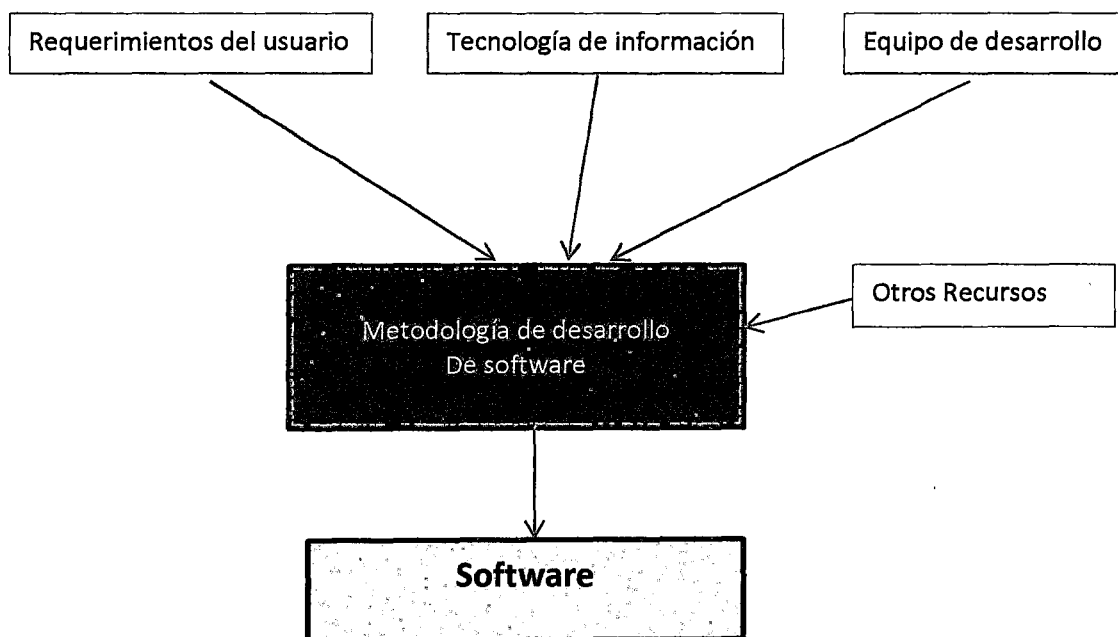 Requerimientos del usuario
Tecnología de información
Equipo de desarrollo
Otros Recursos
Metodología de desarrollo
De software
Software